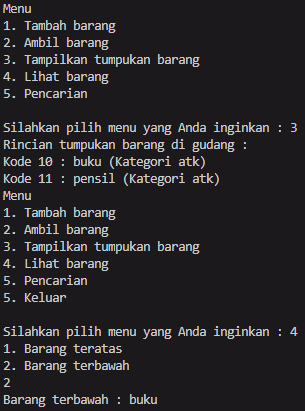 Menu
1. Tambah barang
2. Ambil barang
3. Tampilkan tumpukan barang
4. Lihat barang
5. Pencarian
Silahkan pilih menu yang Anda inginkan : 3
Rincian tumpukan barang di gudang :
Kode 10 : buku (Kategori atk)
Kode 11 : pensil (Kategori atk)
Menu
1. Tambah barang
2. Ambil barang
3. Tampilkan tumpukan barang
4. Lihat barang
5. Pencarian
5. Keluar
Silahkan pilih menu yang Anda inginkan : 4
1. Barang teratas
2. Barang terbawah
2
Barang terbawah : buku